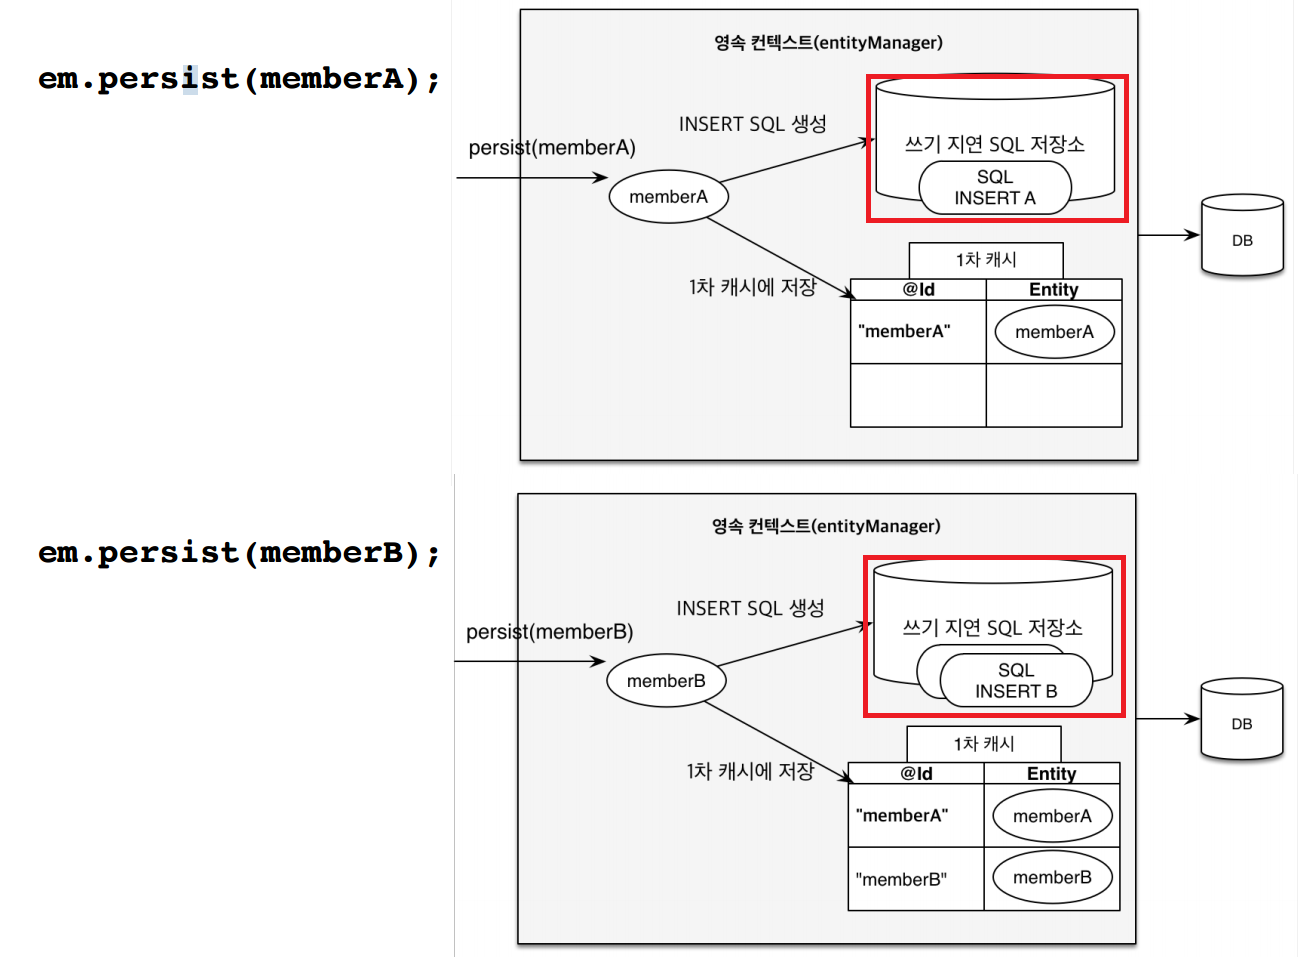 em.persist(memberA);
영속 컨텍스트(entityManager)
INSERT SQL 생성
persist(memberA)
memberA
쓰기 지연 SQL 저장소
SQL
INSERT A
DB
1차 캐시
1차 캐시에 저장
@Id Entity
"memberA" memberA
em.persist(memberB);
영속 컨텍스트(entityManager)
INSERT SQL 생성
persist(memberB)
memberB
쓰기 지연 SQL 저장소
SQL
INSERT B
DB
1차 캐시
1차 캐시에 저장
@Id Entity
"memberA" memberA
"memberB" memberB